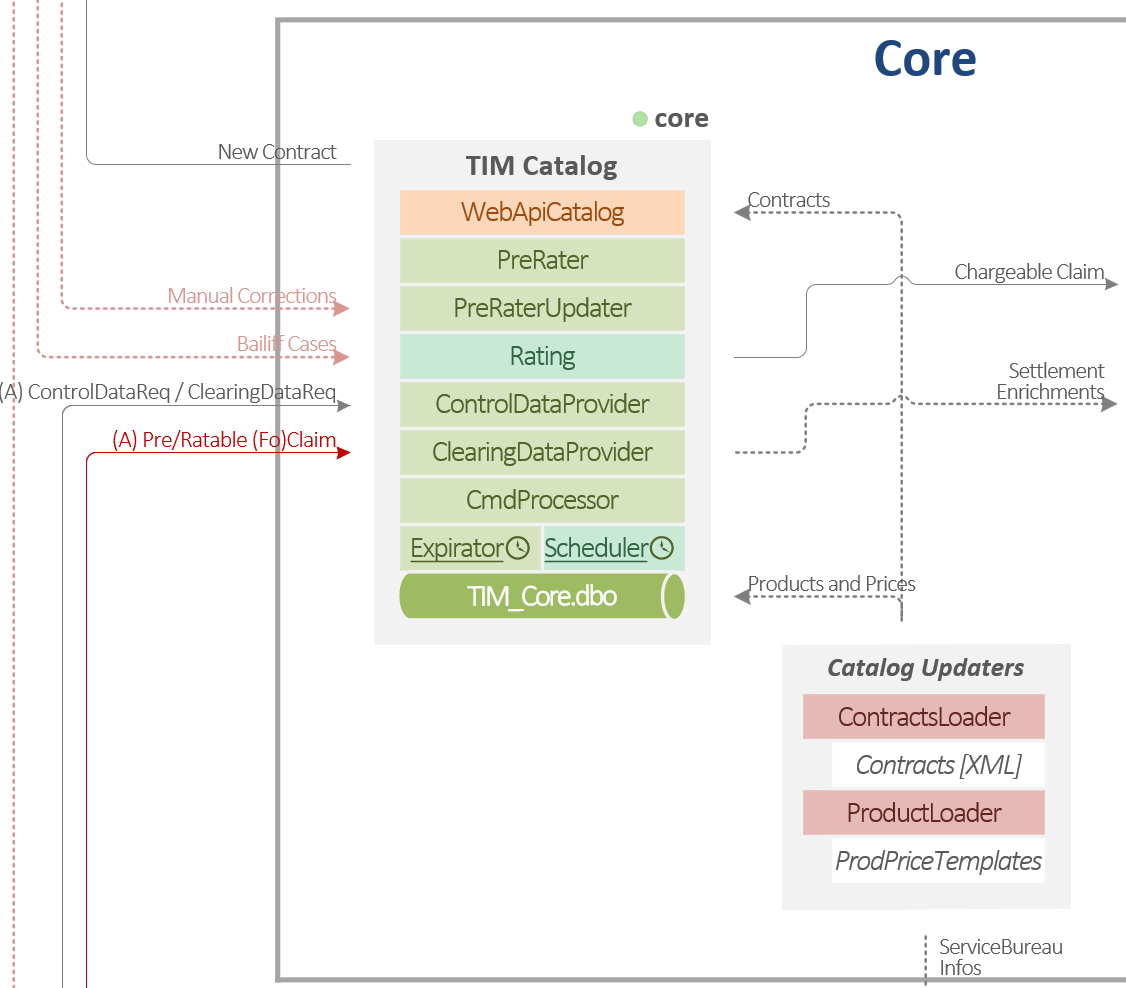 Core
core
New Contract
TIM Catalog
WebApiCatalog
Contracts
PreRater
Chargeable Claim
Manual Corrections
PreRaterUpdater
Bailiff Cases
Rating
Settlement
Enrichments
(A) ControlDataReq / ClearingDataReq
ControlDataProvider
(A) Pre/Ratable (Fo)Claim
ClearingDataProvider
CmdProcessor
Expirator
Scheduler
Products and Prices
TIM_Core.dbo
Catalog Updaters
ContractsLoader
Contracts [XML]
ProductLoader
ProdPriceTemplates
ServiceBureau
Infos